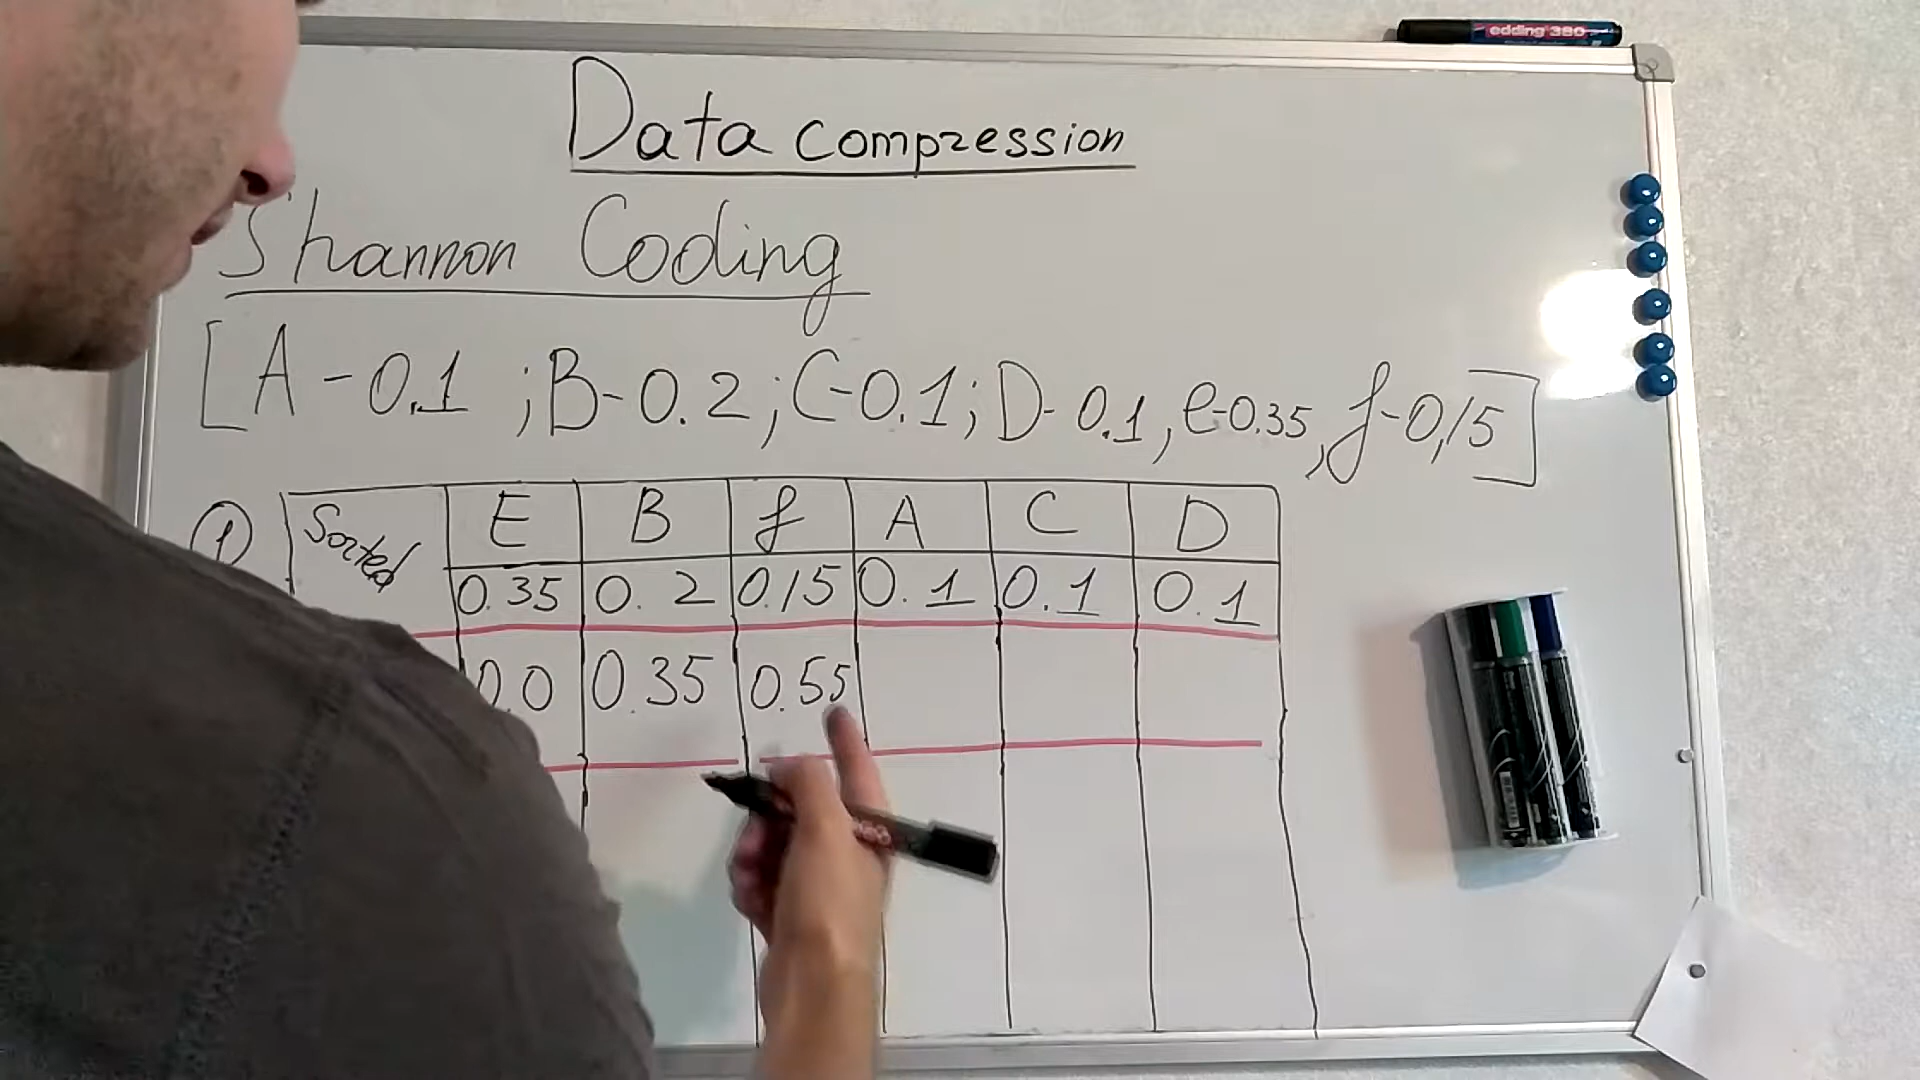 edding 380
Data compression
Shannon Coding
[A-0.1 ; B-0.2; C-0.1; D-0.1, e-0.35, f-0,15]
1 Sorted E B f A C D
0.35 0.2 0.15 0.1 0.1 0.1
0.0 0.35 0.55